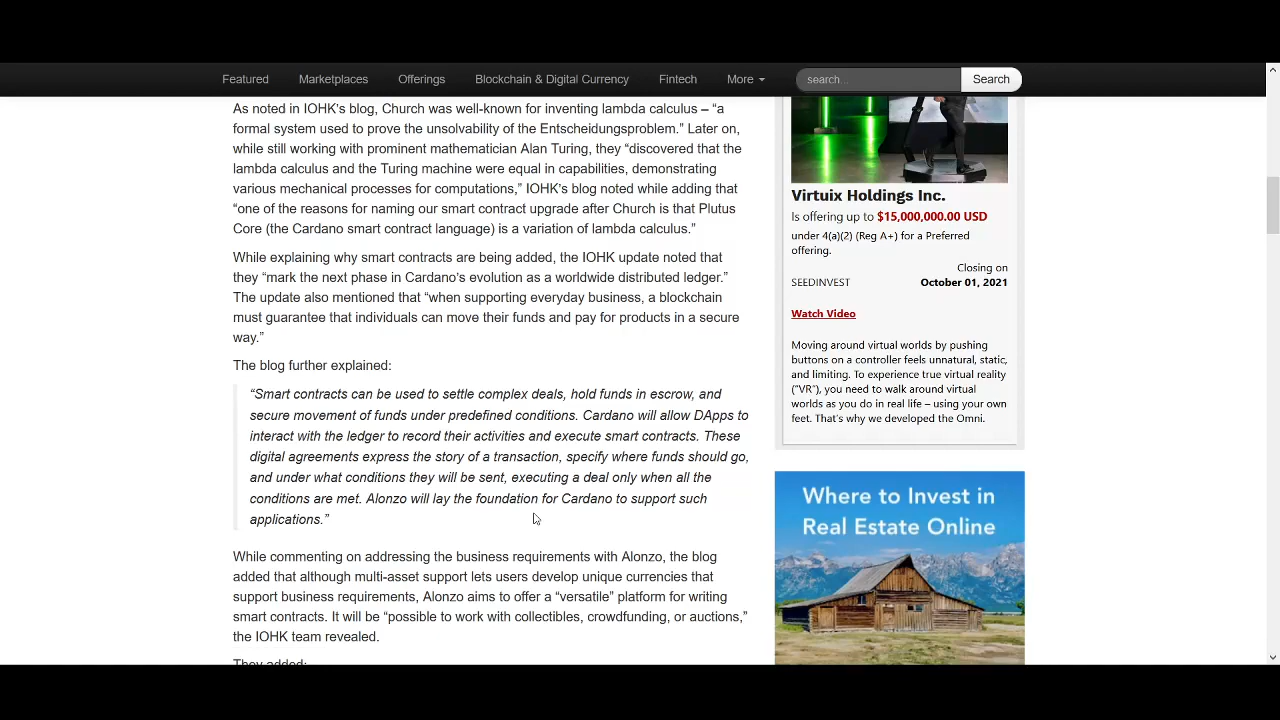 Featured Marketplaces Offerings Blockchain & Digital Currency Fintech More search... Search
As noted in IOHK's blog, Church was well-known for inventing lambda calculus – “a
formal system used to prove the unsolvability of the Entscheidungsproblem.” Later on,
while still working with prominent mathematician Alan Turing, they “discovered that the
lambda calculus and the Turing machine were equal in capabilities, demonstrating
various mechanical processes for computations,” IOHK’s blog noted while adding that
“one of the reasons for naming our smart contract upgrade after Church is that Plutus
Core (the Cardano smart contract language) is a variation of lambda calculus.”
While explaining why smart contracts are being added, the IOHK update noted that
they “mark the next phase in Cardano’s evolution as a worldwide distributed ledger.”
The update also mentioned that “when supporting everyday business, a blockchain
must guarantee that individuals can move their funds and pay for products in a secure
way.”
The blog further explained:
“Smart contracts can be used to settle complex deals, hold funds in escrow, and
secure movement of funds under predefined conditions. Cardano will allow DApps to
interact with the ledger to record their activities and execute smart contracts. These
digital agreements express the story of a transaction, specify where funds should go,
and under what conditions they will be sent, executing a deal only when all the
conditions are met. Alonzo will lay the foundation for Cardano to support such
applications.”
While commenting on addressing the business requirements with Alonzo, the blog
added that although multi-asset support lets users develop unique currencies that
support business requirements, Alonzo aims to offer a “versatile” platform for writing
smart contracts. It will be “possible to work with collectibles, crowdfunding, or auctions,”
the IOHK team revealed.
They added:
Virtuix Holdings Inc.
Is offering up to $15,000,000.00 USD
under 4(a)(2) (Reg A+) for a Preferred
offering.
Closing on
SEEDINVEST October 01, 2021
Watch Video
Moving around virtual worlds by pushing
buttons on a controller feels unnatural, static,
and limiting. To experience true virtual reality
(“VR”), you need to walk around virtual
worlds as you do in real life – using your own
feet. That’s why we developed the Omni.
Where to Invest in
Real Estate Online